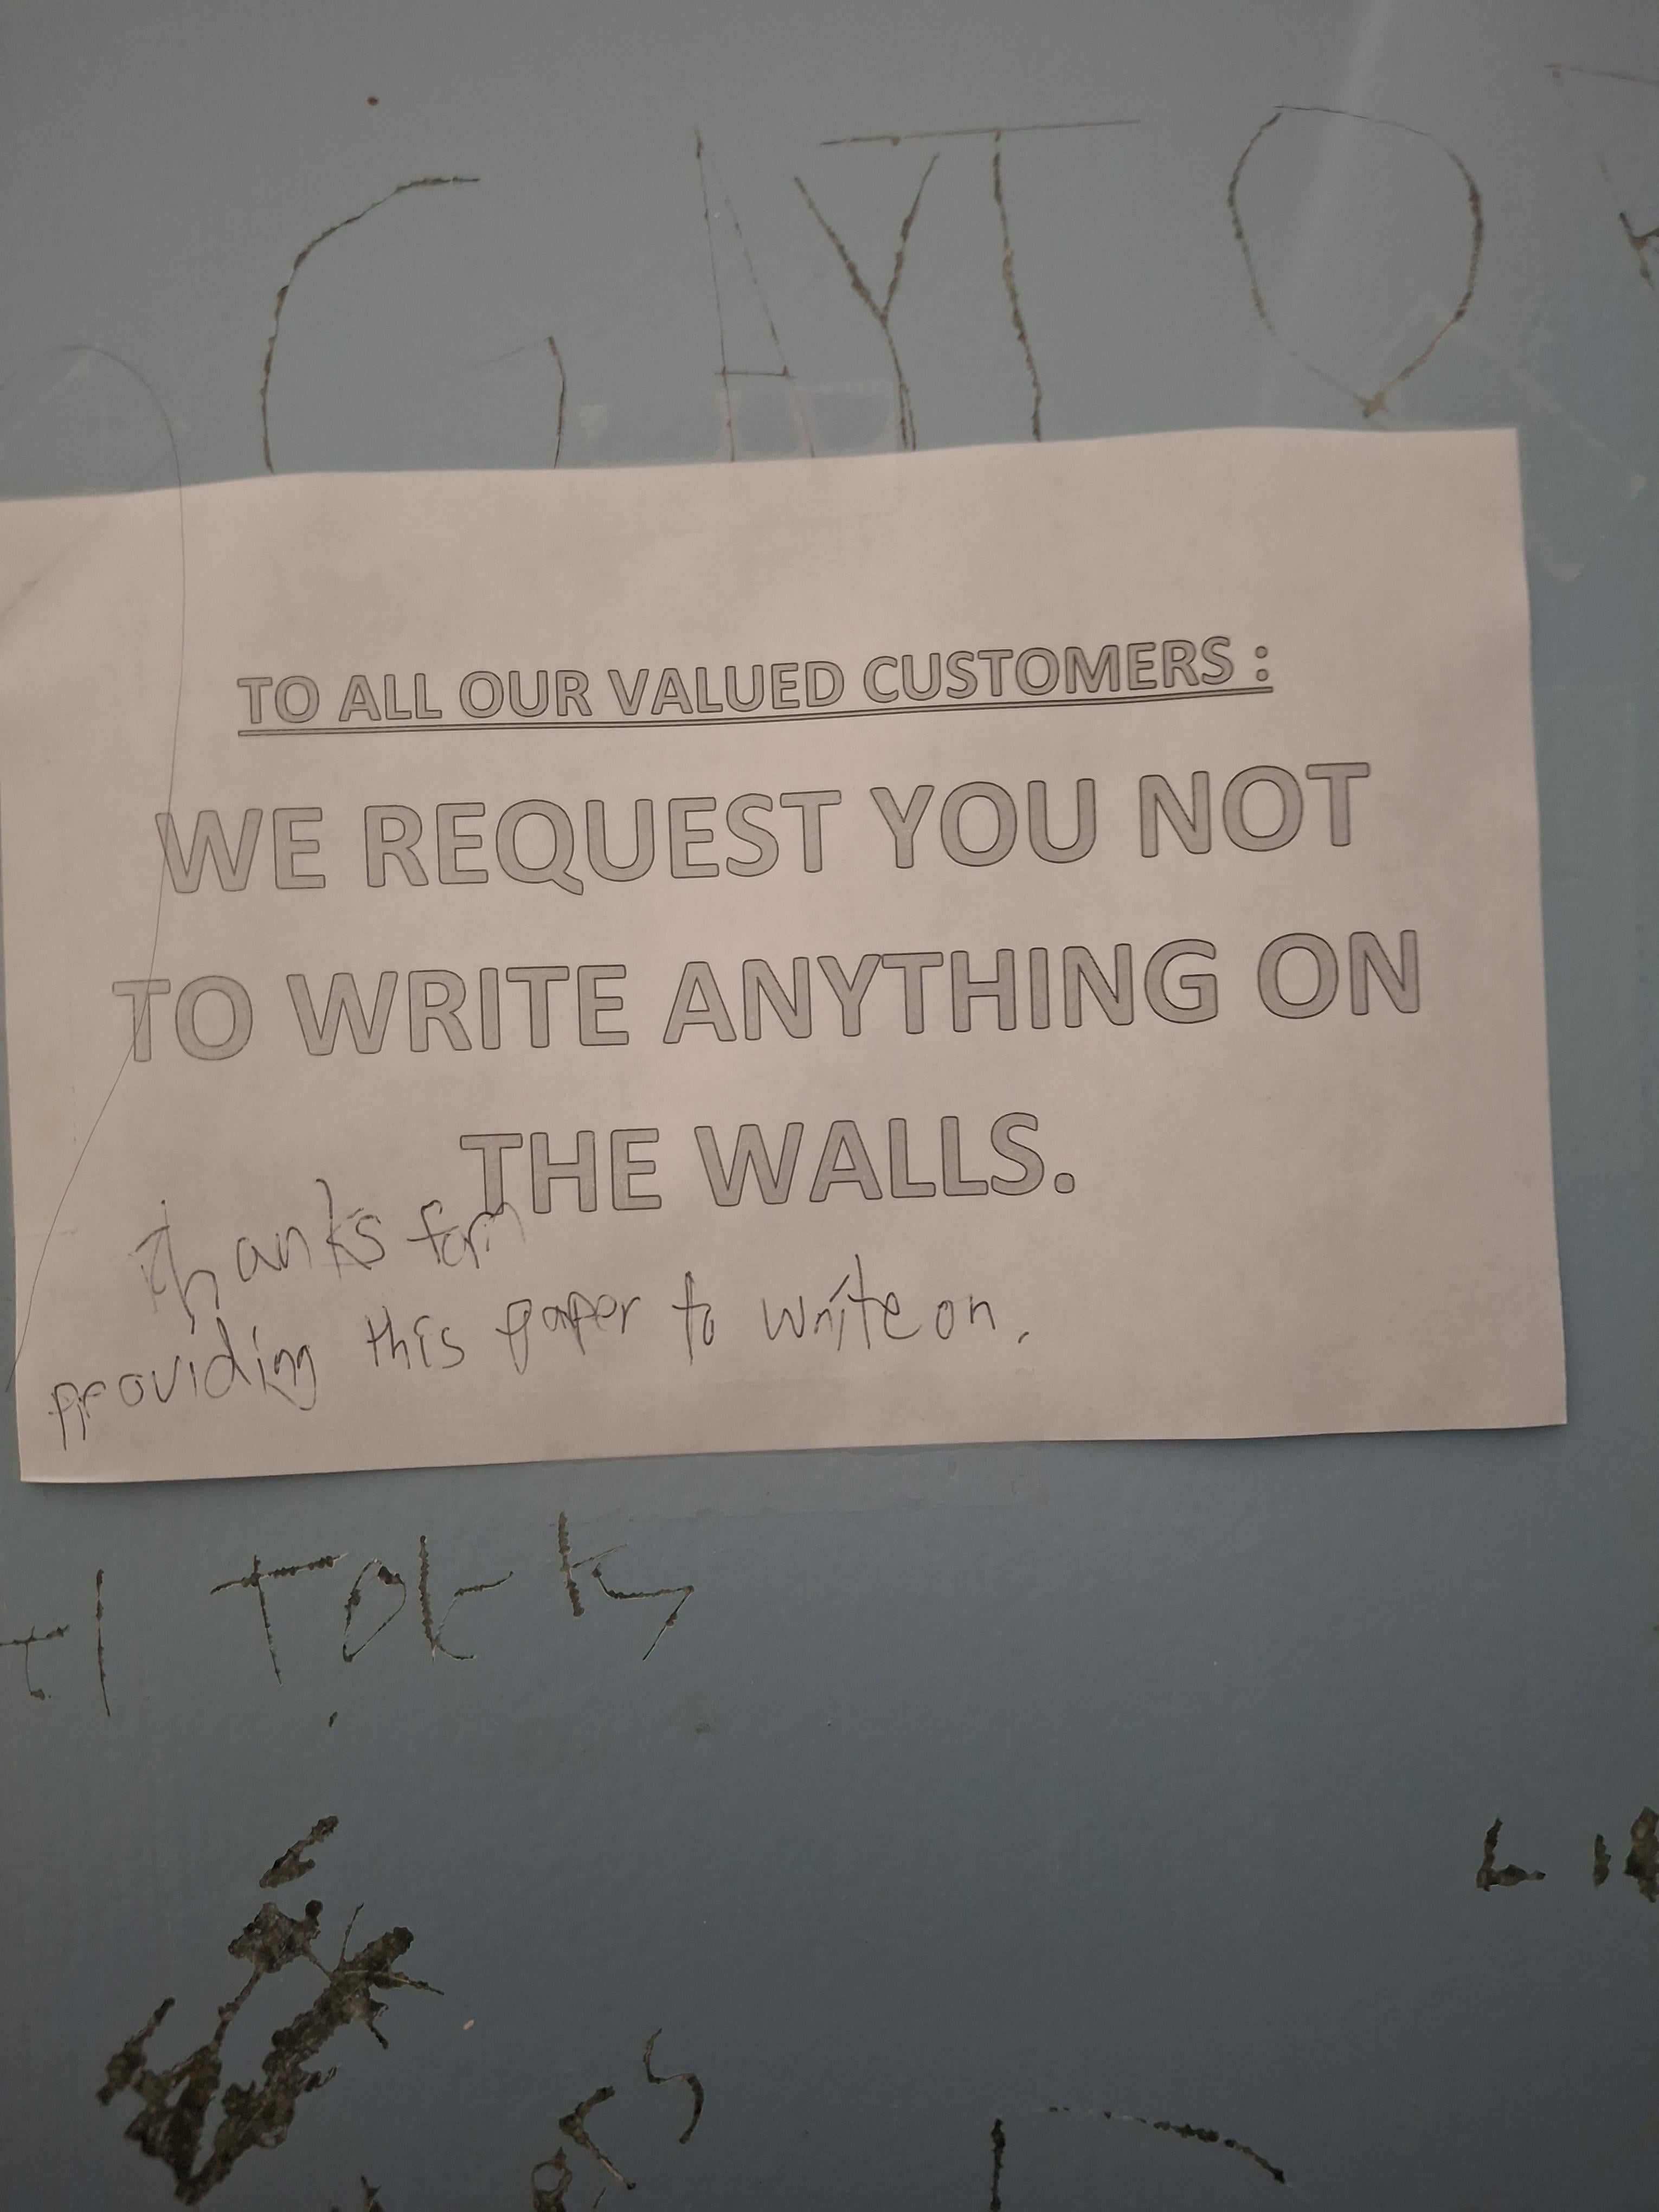 GAYTO
TO ALL OUR VALUED CUSTOMERS :
WE REQUEST YOU NOT
TO WRITE ANYTHING ON
THE WALLS.
thanks for
providing this paper to write on.